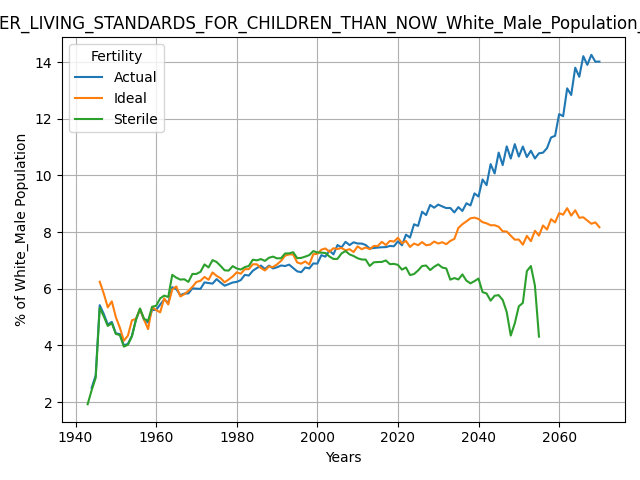 ER_LIVING_STANDARDS_FOR_CHILDREN_THAN_NOW_White_Male_Population_
Fertility
Actual
Ideal
Sterile
% of White_Male Population
14
12
10
8
6
4
2
1940 1960 1980 2000 2020 2040 2060
Years